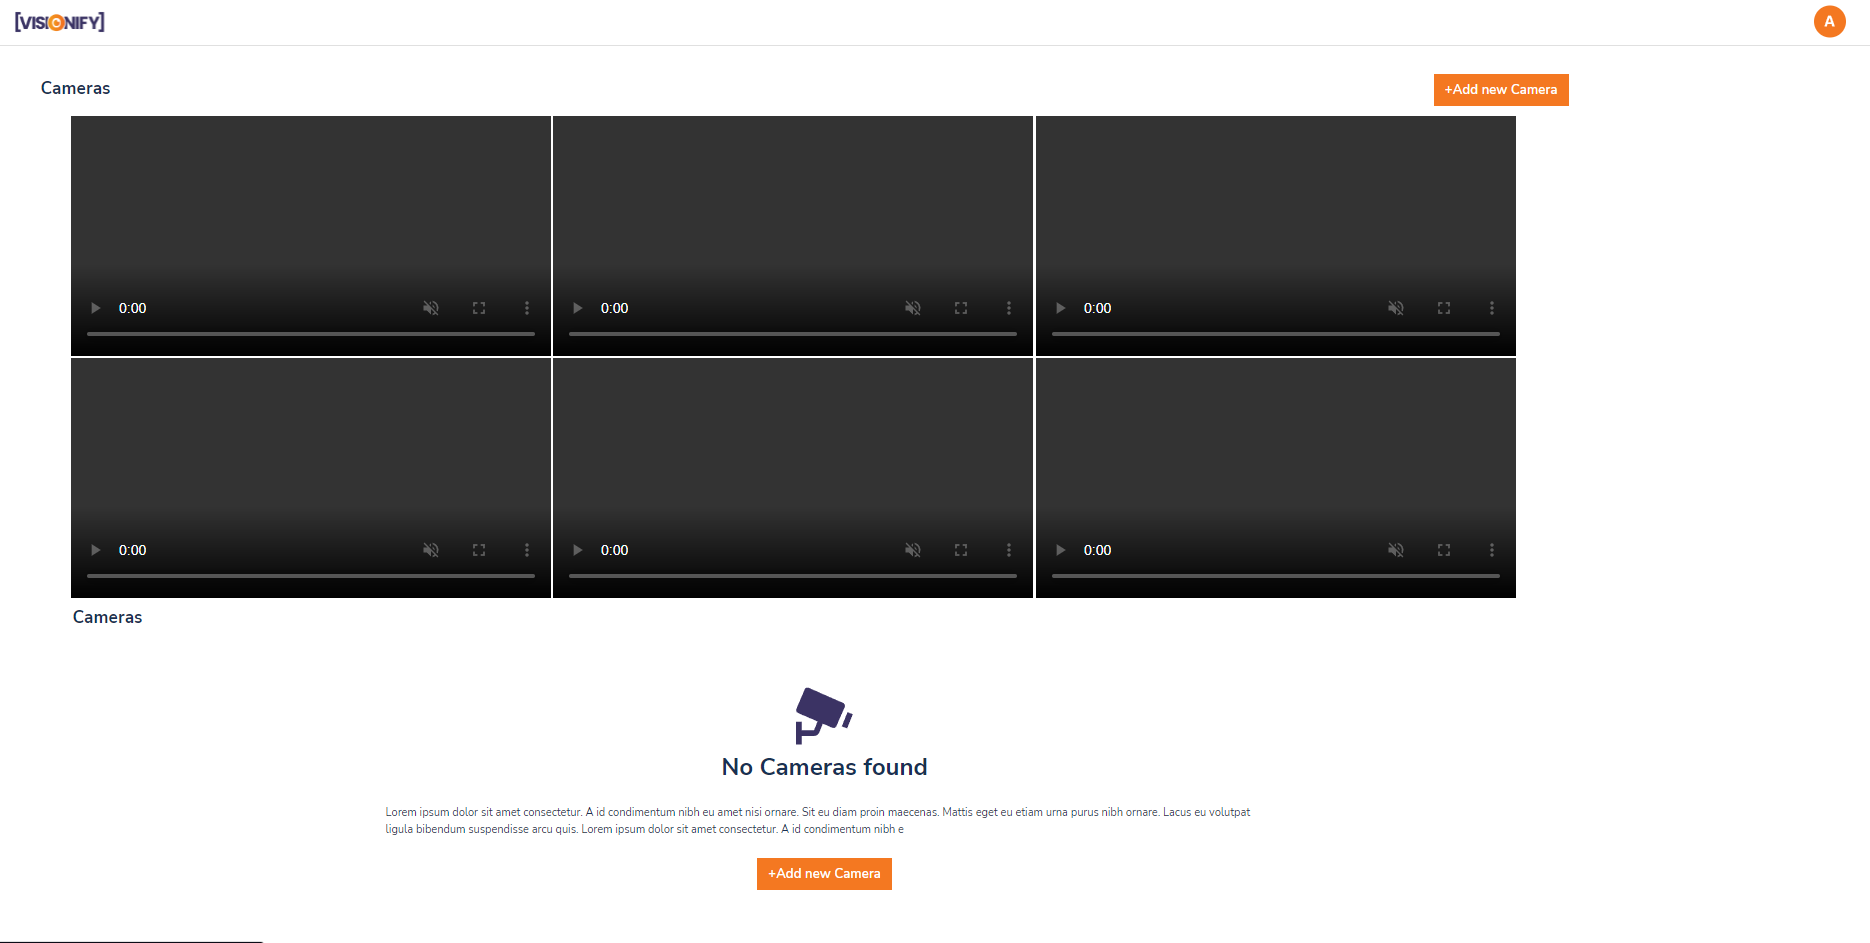 [VISIONIFY]
A
Cameras
+Add new Camera
0:00
0:00
0:00
0:00
0:00
0:00
Cameras
No Cameras found
Lorem ipsum dolor sit amet consectetur. A id condimentum nibh eu amet nisi ornare. Sit eu diam proin maecenas. Mattis eget eu etiam urna purus nibh ornare. Lacus eu volutpat
ligula bibendum suspendisse arcu quis. Lorem ipsum dolor sit amet consectetur. A id condimentum nibh e
+Add new Camera